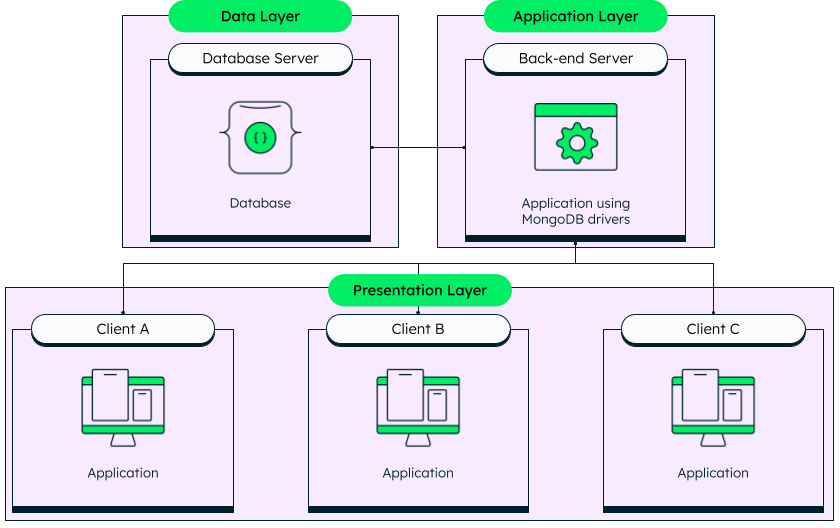 Data Layer
Application Layer
Database Server
Back-end Server
{ }
Database
Application using
MongoDB drivers
Presentation Layer
Client A
Client B
Client C
Application
Application
Application